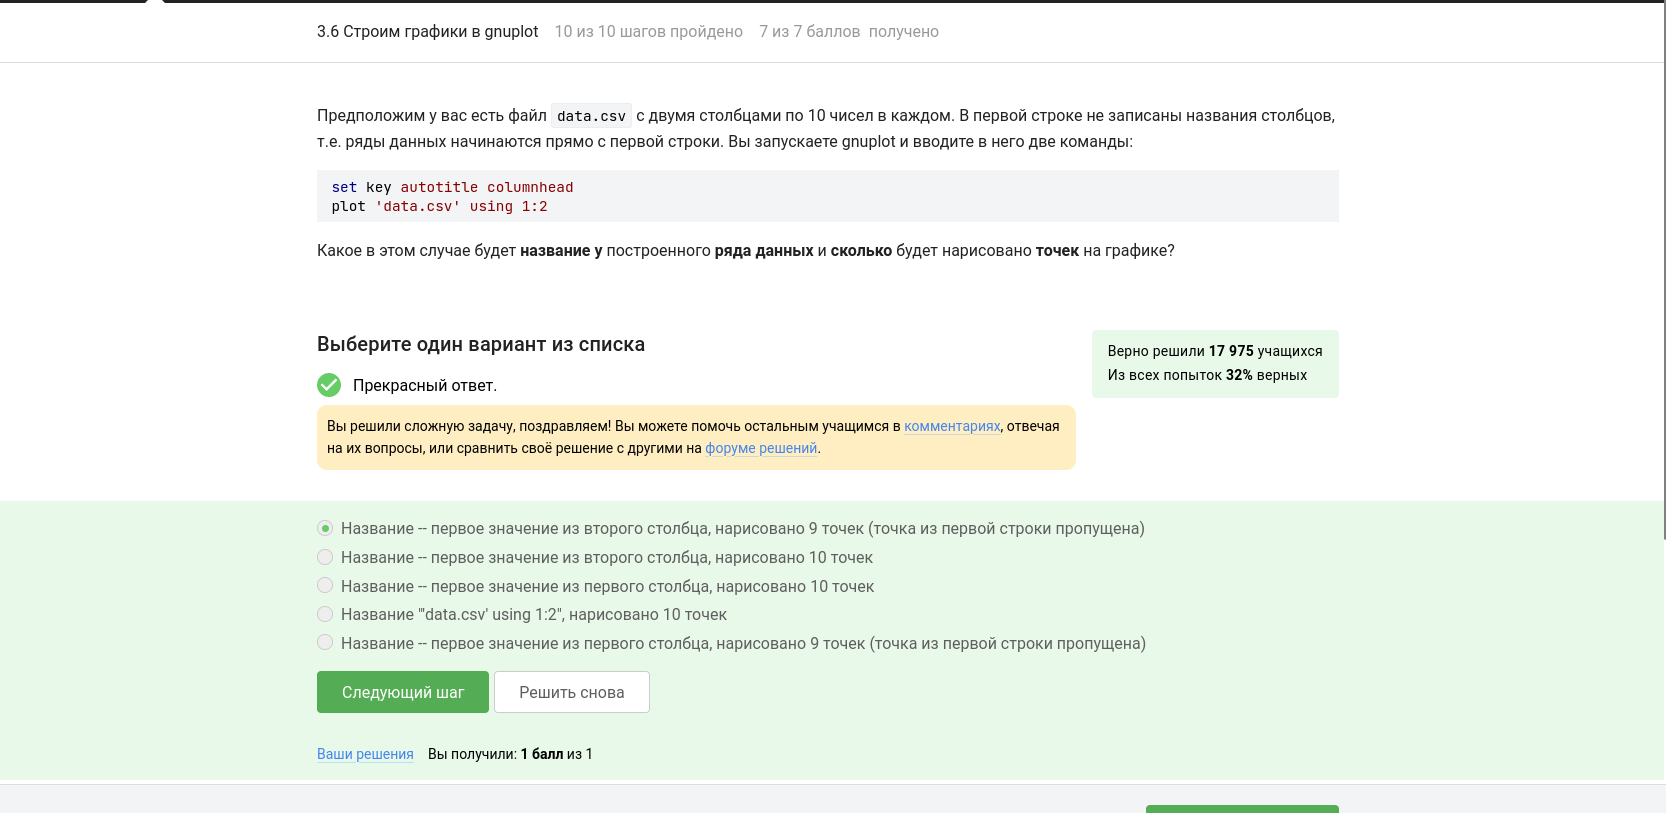 3.6 Строим графики в gnuplot 10 из 10 шагов пройдено 7 из 7 баллов получено
Предположим у вас есть файл data.csv с двумя столбцами по 10 чисел в каждом. В первой строке не записаны названия столбцов,
т.е. ряды данных начинаются прямо с первой строки. Вы запускаете gnuplot и вводите в него две команды:
set key autotitle columnhead
plot 'data.csv' using 1:2
Какое в этом случае будет название у построенного ряда данных и сколько будет нарисовано точек на графике?
Выберите один вариант из списка
Верно решили 17 975 учащихся
Из всех попыток 32% верных
Прекрасный ответ.
Вы решили сложную задачу, поздравляем! Вы можете помочь остальным учащимся в комментариях, отвечая
на их вопросы, или сравнить своё решение с другими на форуме решений.
Название -- первое значение из второго столбца, нарисовано 9 точек (точка из первой строки пропущена)
Название -- первое значение из второго столбца, нарисовано 10 точек
Название -- первое значение из первого столбца, нарисовано 10 точек
Название "'data.csv' using 1:2", нарисовано 10 точек
Название -- первое значение из первого столбца, нарисовано 9 точек (точка из первой строки пропущена)
Следующий шаг Решить снова
Ваши решения Вы получили: 1 балл из 1